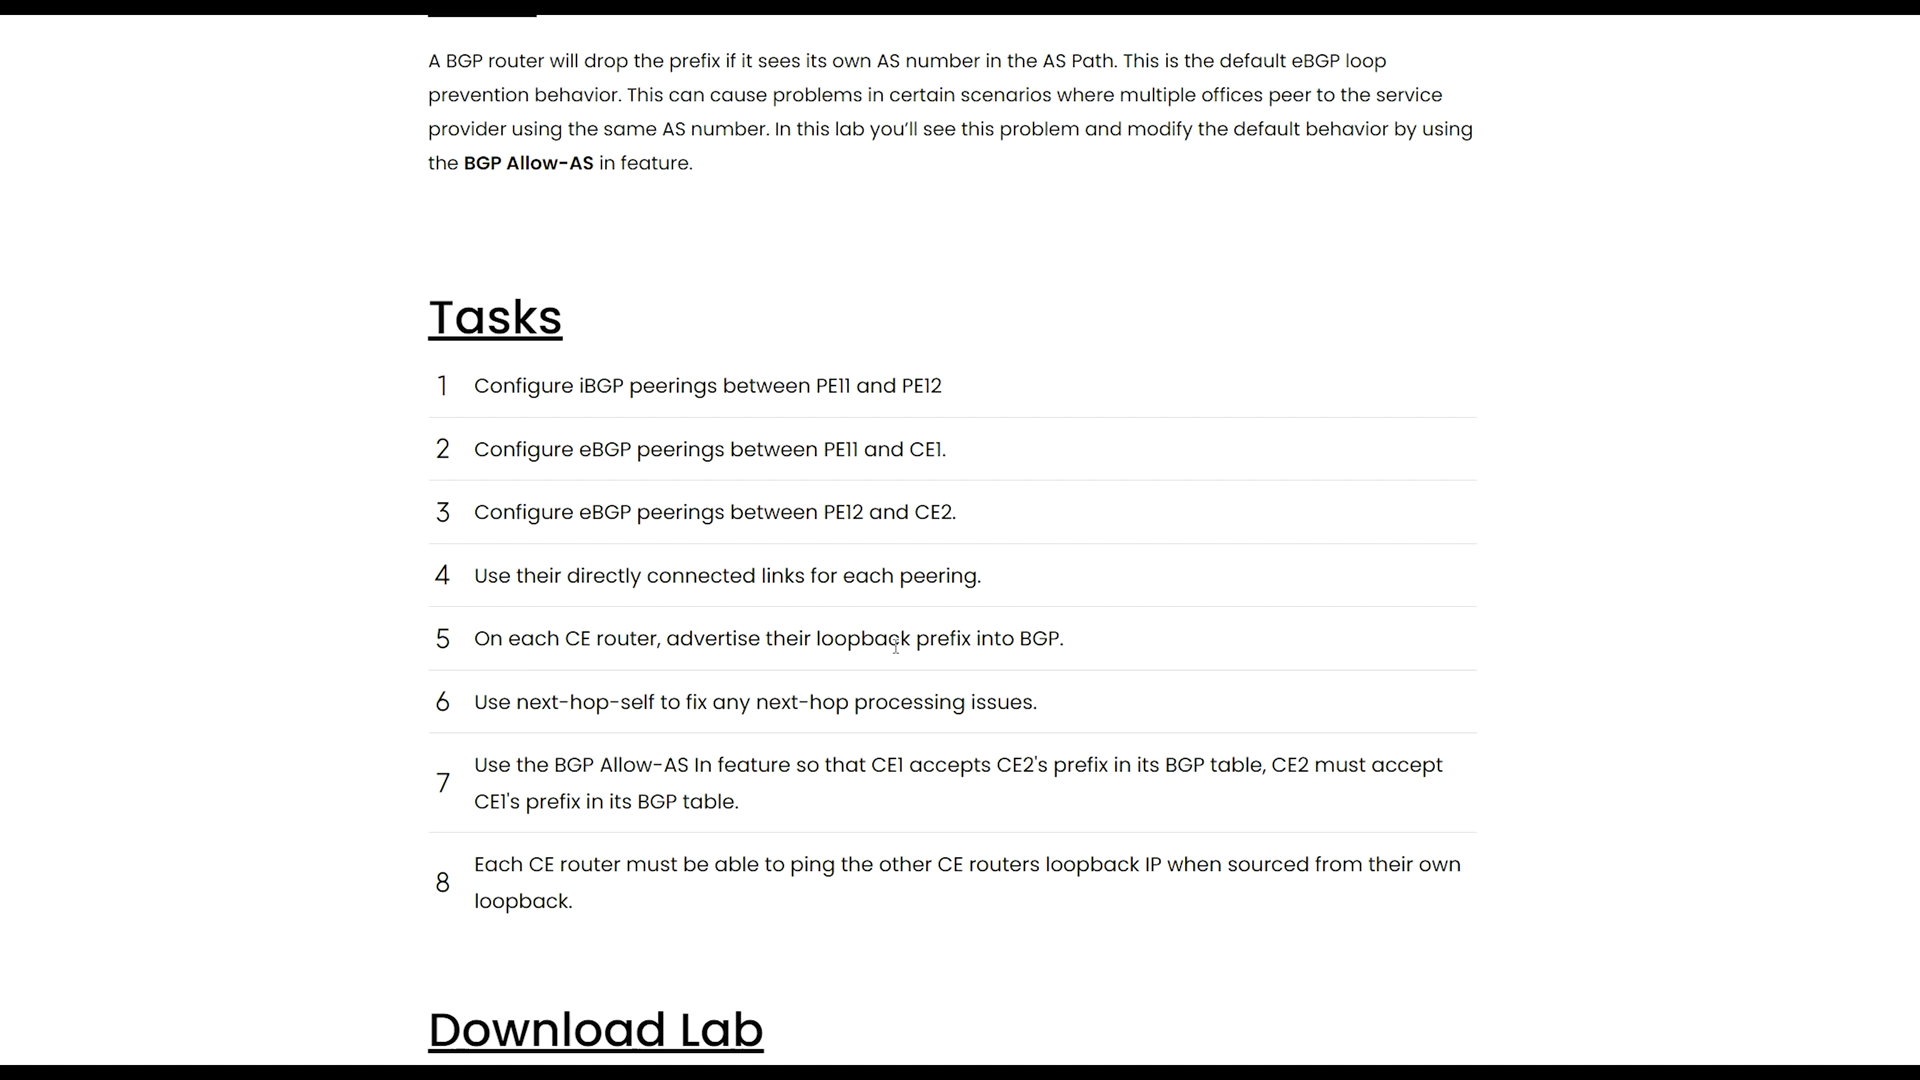 A BGP router will drop the prefix if it sees its own AS number in the AS Path. This is the default eBGP loop
prevention behavior. This can cause problems in certain scenarios where multiple offices peer to the service
provider using the same AS number. In this lab you'll see this problem and modify the default behavior by using
the BGP Allow-AS in feature.
Tasks
1 Configure iBGP peerings between PE11 and PE12
2 Configure eBGP peerings between PE11 and CE1.
3 Configure eBGP peerings between PE12 and CE2.
4 Use their directly connected links for each peering.
5 On each CE router, advertise their loopback prefix into BGP.
6 Use next-hop-self to fix any next-hop processing issues.
7 Use the BGP Allow-AS In feature so that CE1 accepts CE2's prefix in its BGP table, CE2 must accept
CE1's prefix in its BGP table.
8 Each CE router must be able to ping the other CE routers loopback IP when sourced from their own
loopback.
Download Lab